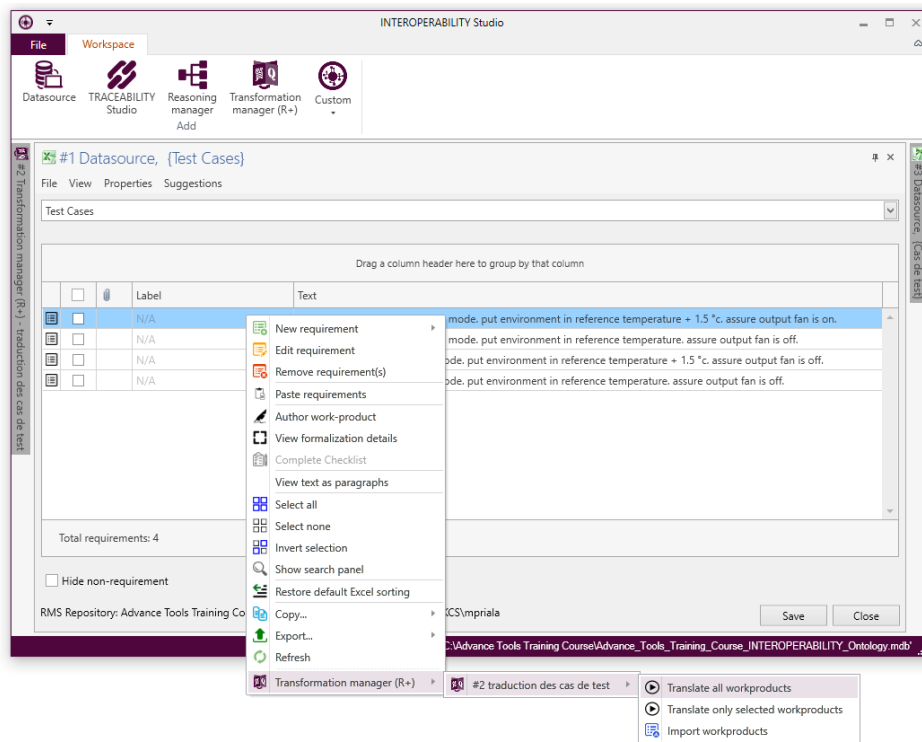 INTEROPERABILITY Studio
File
Workspace
Datasource
TRACEABILITY
Studio
Reasoning
manager
Transformation
manager (R+)
Custom
Add
#2 Transformation manager (R+) - traduction des cas de test
#1 Datasource, {Test Cases}
#3 Datasource, {Cas de test}
File View Properties Suggestions
Test Cases
Drag a column header here to group by that column
Label Text
N/A mode. put environment in reference temperature + 1.5 °c. assure output fan is on.
N/A mode. put environment in reference temperature. assure output fan is off.
N/A ode. put environment in reference temperature + 1.5 °c. assure output fan is off.
N/A ode. put environment in reference temperature. assure output fan is off.
New requirement
Edit requirement
Remove requirement(s)
Paste requirements
Author work-product
View formalization details
Complete Checklist
View text as paragraphs
Select all
Select none
Invert selection
Show search panel
Restore default Excel sorting
Copy...
Export...
Refresh
Transformation manager (R+)
#2 traduction des cas de test
Translate all workproducts
Translate only selected workproducts
Import workproducts
Total requirements: 4
Hide non-requirement
RMS Repository: Advance Tools Training Co
KCS\mpriala
Save
Close
C:\Advance Tools Training Course\Advance_Tools_Training_Course_INTEROPERABILITY_Ontology.mdb'